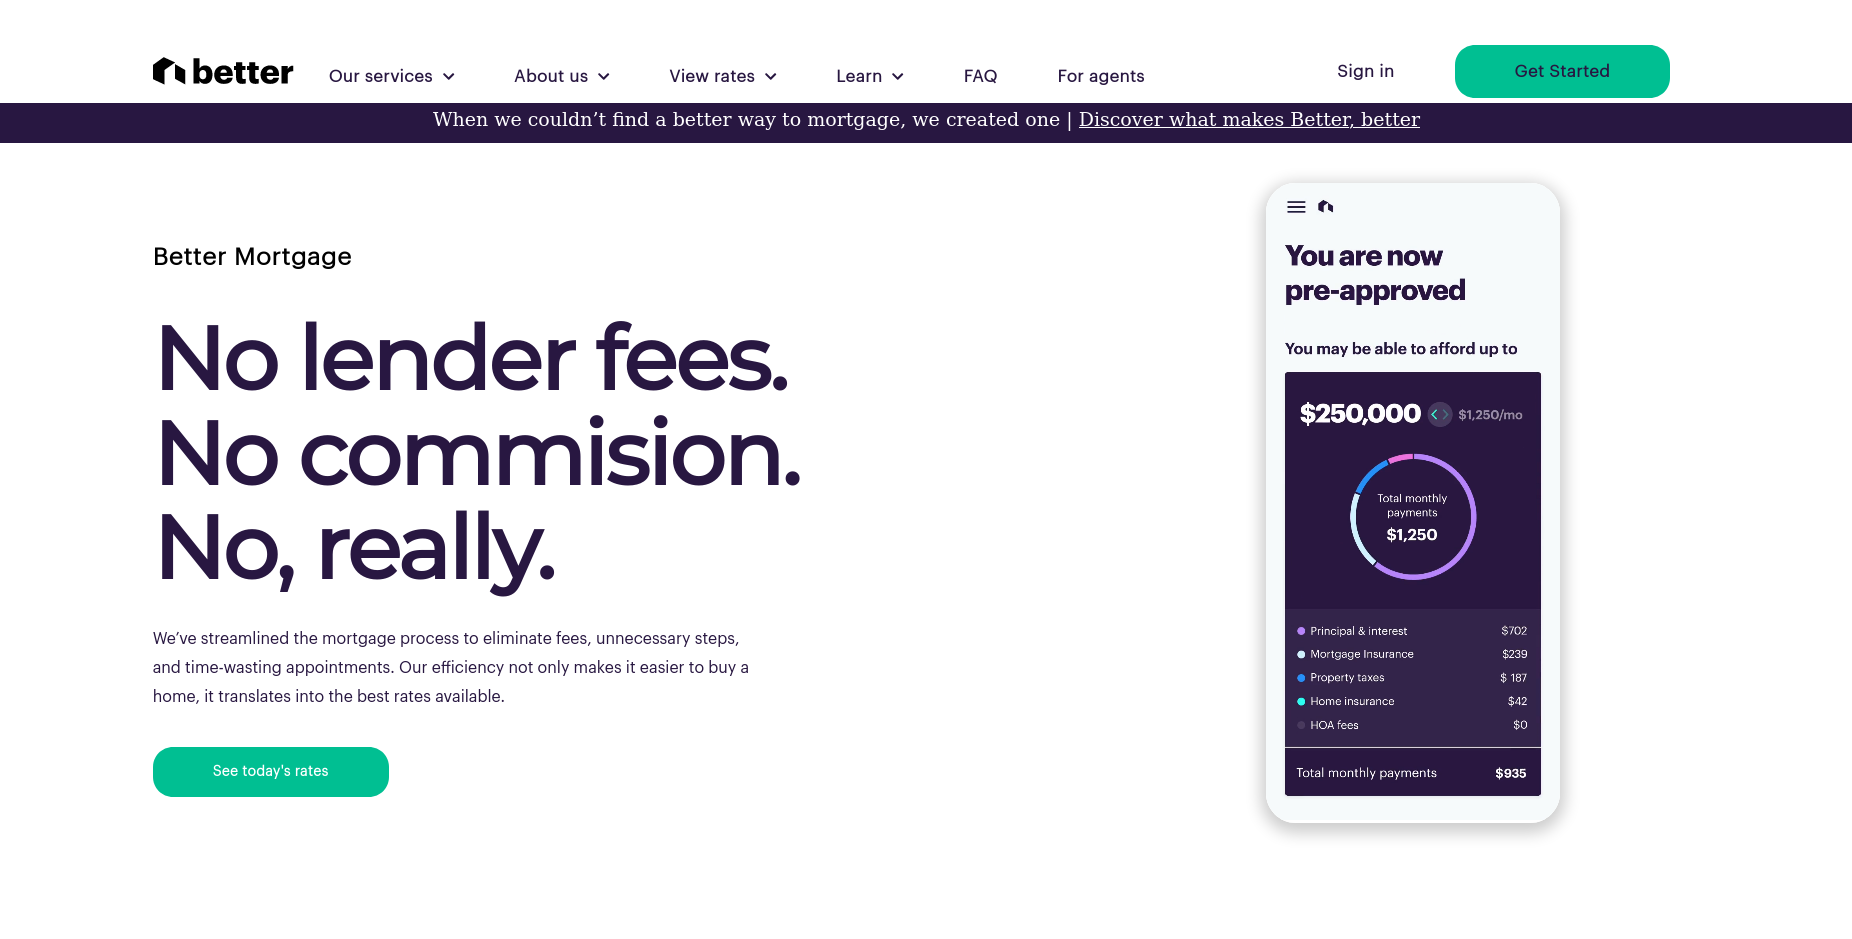 better
Our services
About us
View rates
Learn
FAQ
For agents
Sign in
Get Started
When we couldn’t find a better way to mortgage, we created one | Discover what makes Better, better
Better Mortgage
No lender fees.
No commision.
No, really.
We’ve streamlined the mortgage process to eliminate fees, unnecessary steps,
and time-wasting appointments. Our efficiency not only makes it easier to buy a
home, it translates into the best rates available.
See today's rates
You are now
pre-approved
You may be able to afford up to
$250,000 $1,250/mo
Total monthly
payments
$1,250
Principal & interest $702
Mortgage Insurance $239
Property taxes $ 187
Home insurance $42
HOA fees $0
Total monthly payments $935